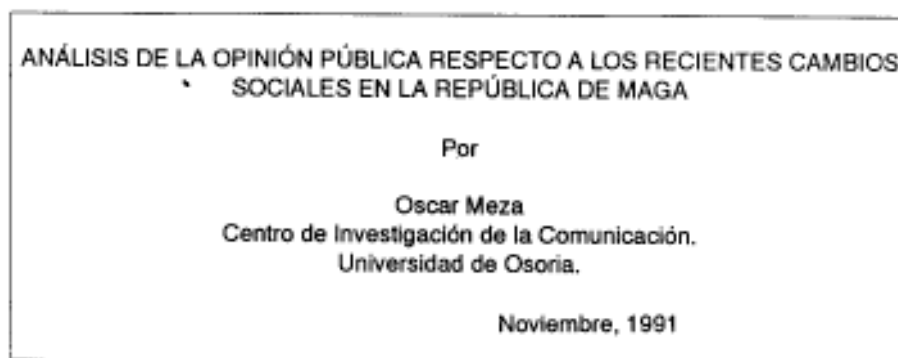 ANÁLISIS DE LA OPINIÓN PÚBLICA RESPECTO A LOS RECIENTES CAMBIOS
SOCIALES EN LA REPÚBLICA DE MAGA
Por
Oscar Meza
Centro de Investigación de la Comunicación.
Universidad de Osoria.
Noviembre, 1991